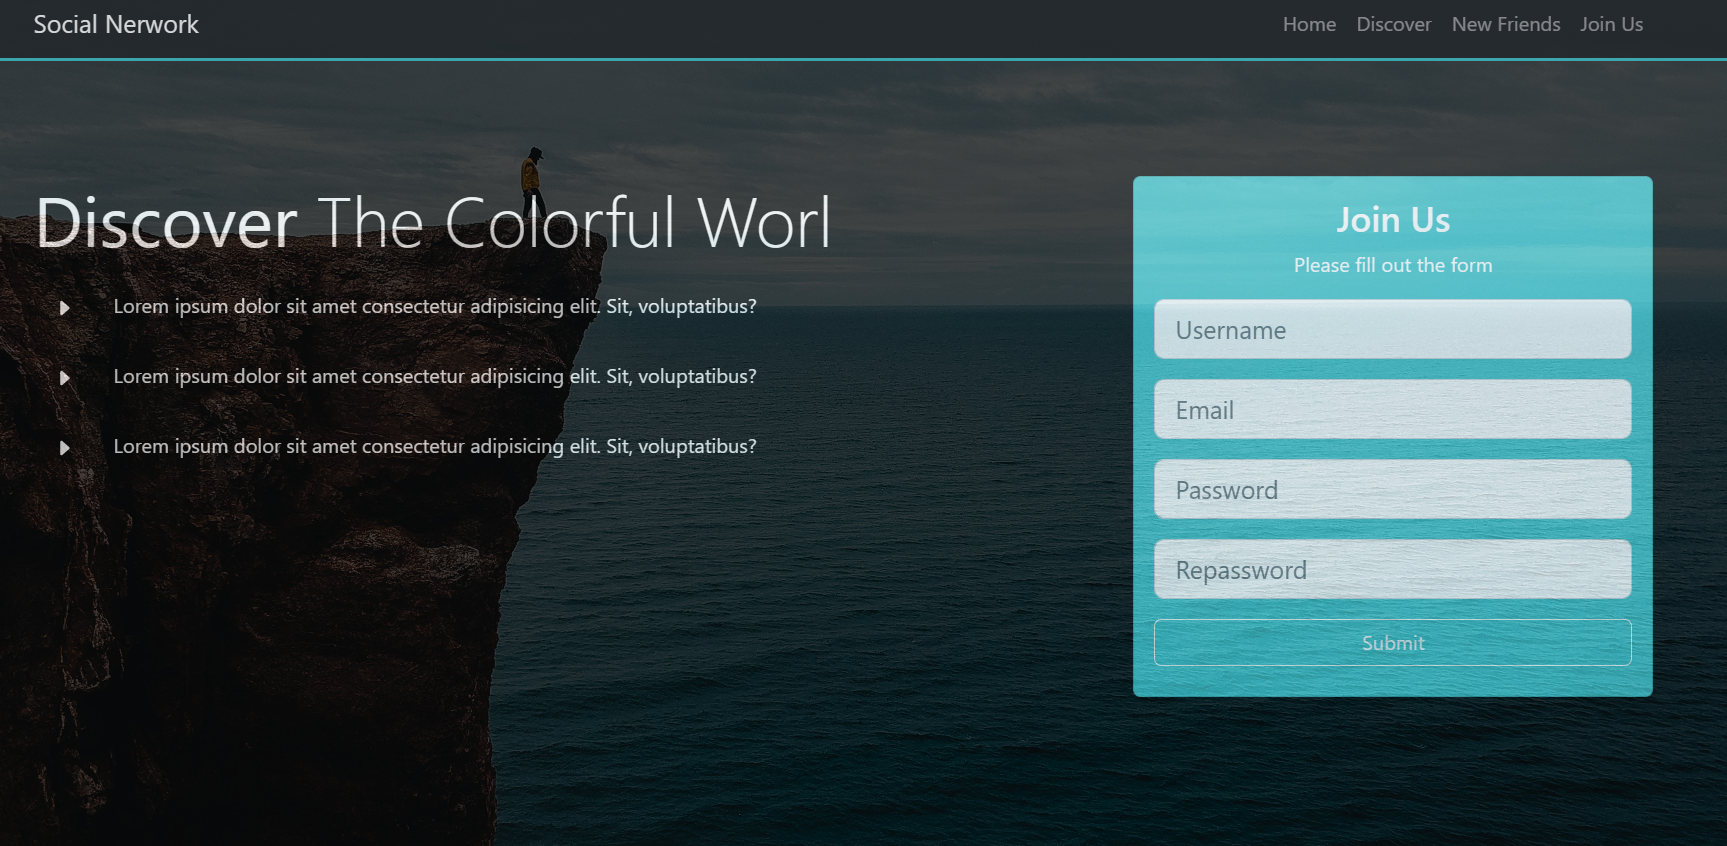 Social Nerwork
Home Discover New Friends Join Us
Discover The Colorful Worl
Lorem ipsum dolor sit amet consectetur adipisicing elit. Sit, voluptatibus?
Lorem ipsum dolor sit amet consectetur adipisicing elit. Sit, voluptatibus?
Lorem ipsum dolor sit amet consectetur adipisicing elit. Sit, voluptatibus?
Join Us
Please fill out the form
Username
Email
Password
Repassword
Submit